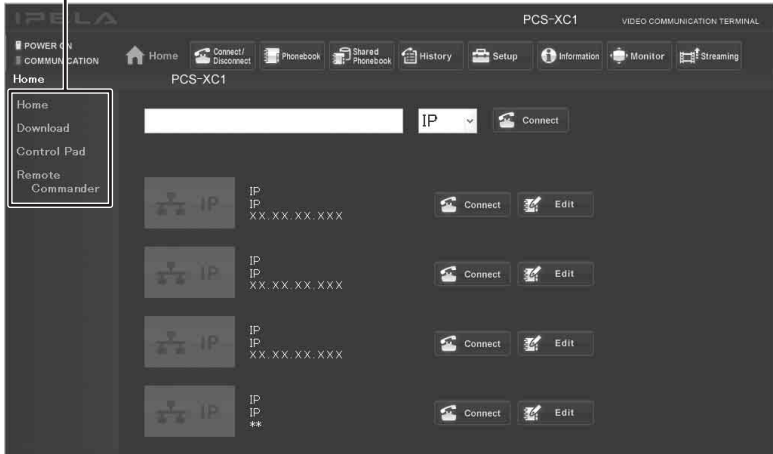 IPELA
PCS-XC1 VIDEO COMMUNICATION TERMINAL
POWER ON
COMMUNICATION
Home Connect/ Disconnect Phonebook Shared Phonebook History Setup Information Monitor Streaming
Home PCS-XC1
Home
Download
Control Pad
Remote
Commander
IP Connect
IP
IP
IP
XX.XX.XX.XXX
Connect Edit
IP
IP
IP
XX.XX.XX.XXX
Connect Edit
IP
IP
IP
XX.XX.XX.XXX
Connect Edit
IP
IP
IP
**
Connect Edit